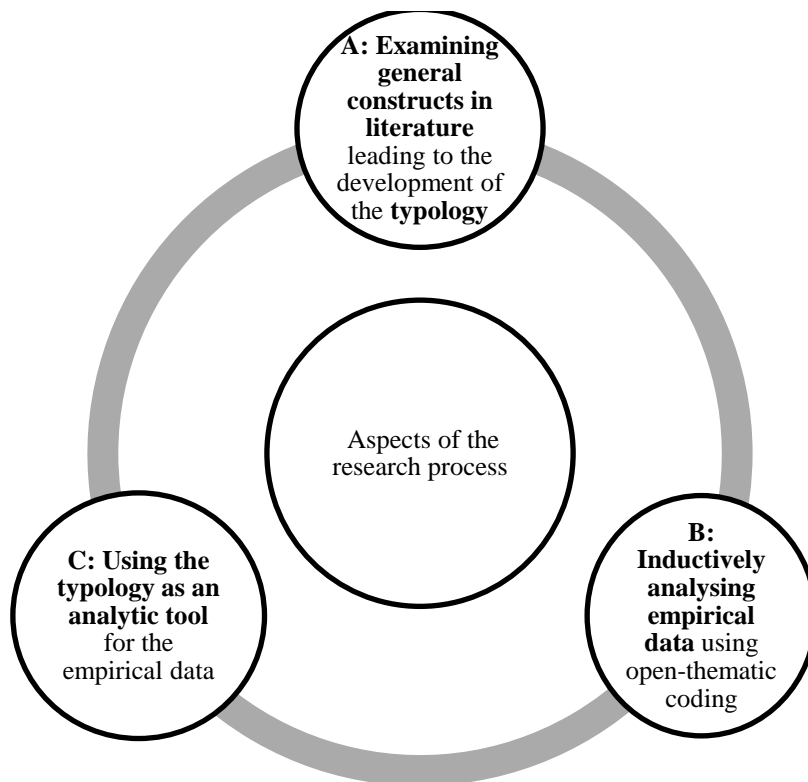 A: Examining
general
constructs in
literature
leading to the
development of
the typology
Aspects of the
research process
C: Using the
typology as an
analytic tool
for the
empirical data
B:
Inductively
analysing
empirical
data using
open-thematic
coding